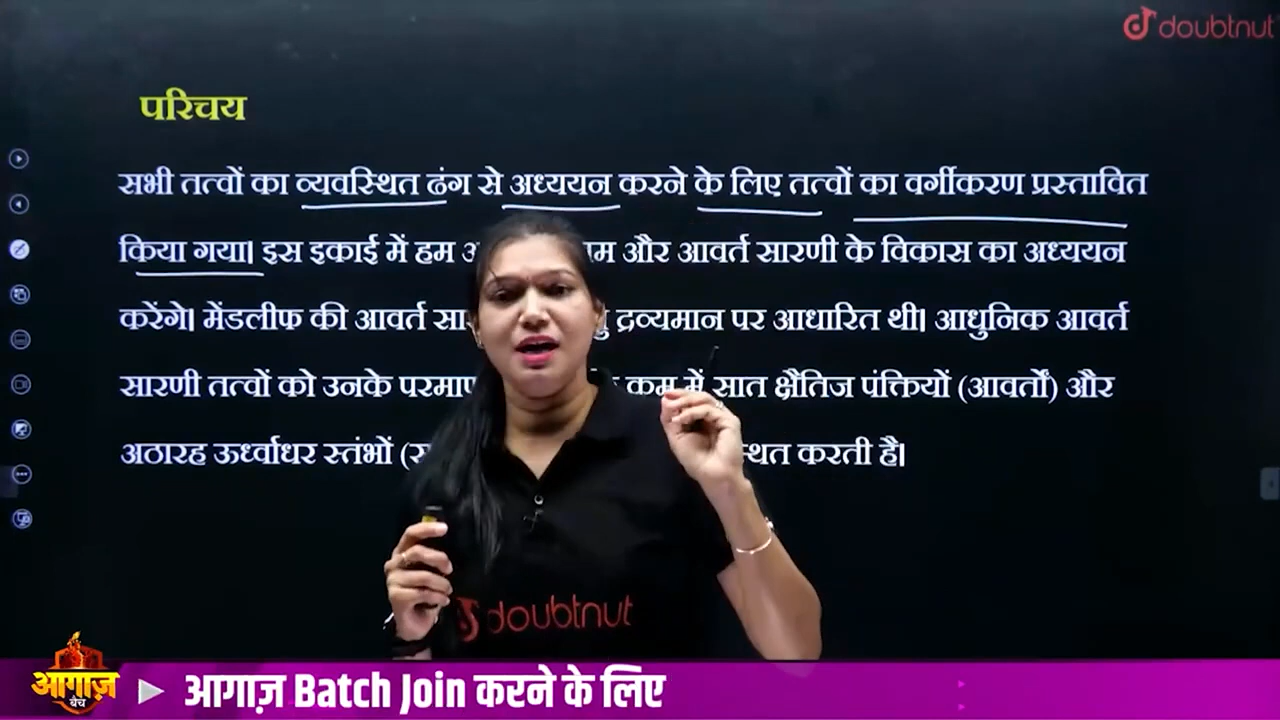 doubtnut
परिचय
सभी तत्वों का व्यवस्थित ढंग से अध्ययन करने के लिए तत्वों का वर्गीकरण प्रस्तावित
किया गया। इस इकाई में हम और आवर्त सारणी के विकास का अध्ययन
करेंगे। मेंडलीफ की आवर्त द्रव्यमान पर आधारित थी। आधुनिक आवर्त
सारणी तत्वों को उनके क्रम में सात क्षैतिज पंक्तियों (आवर्तों) और
अठारह ऊर्ध्वाधर स्तंभों करती है।
doubtnut
आगाज़
बैच
आगाज़ Batch Join करने के लिए